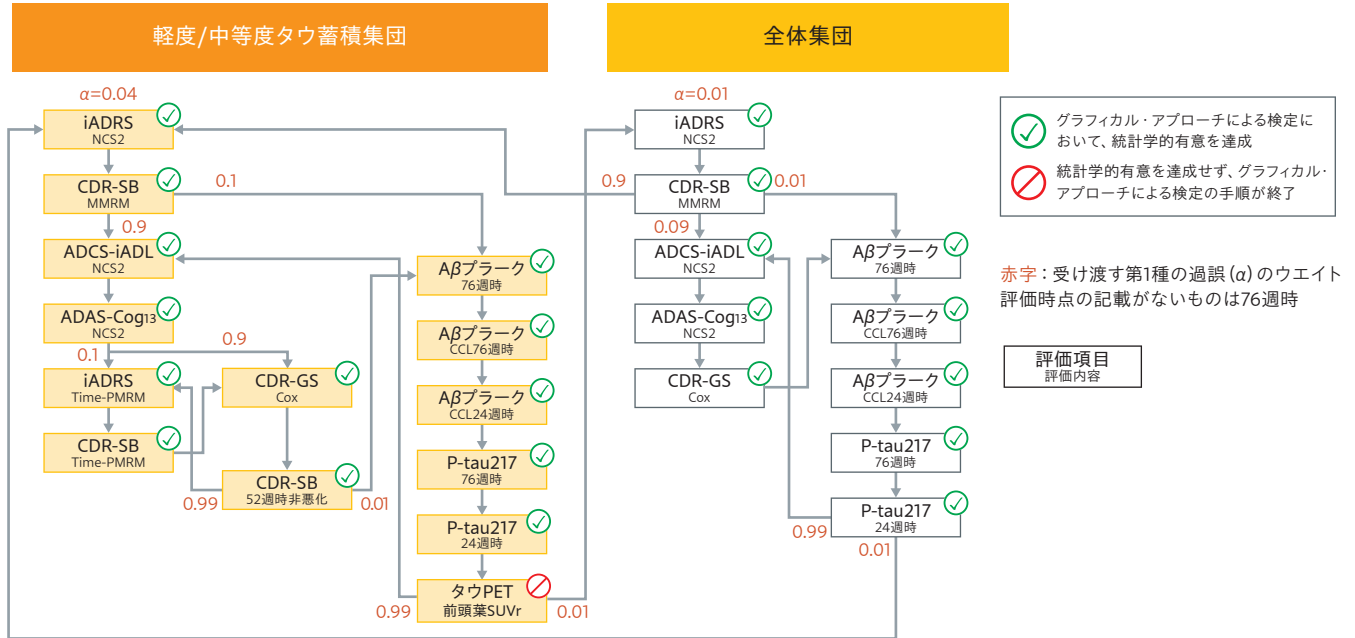 軽度/中等度タウ蓄積集団
α=0.04
iADRS
NCS2
CDR-SB
MMRM
0.1
0.9
ADCS-iADL
NCS2
ADAS-Cog13
NCS2
0.1
0.9
iADRS
Time-PMRM
CDR-SB
Time-PMRM
CDR-GS
Cox
CDR-SB
52週時非悪化
0.99
0.01
Aβプラーク
76週時
Aβプラーク
CCL76週時
Aβプラーク
CCL24週時
P-tau217
76週時
P-tau217
24週時
タウPET
前頭葉SUVr
0.99
0.01
全体集団
α=0.01
iADRS
NCS2
0.9
CDR-SB
MMRM
0.01
0.09
ADCS-iADL
NCS2
ADAS-Cog13
NCS2
CDR-GS
Cox
Aβプラーク
76週時
Aβプラーク
CCL76週時
Aβプラーク
CCL24週時
P-tau217
76週時
P-tau217
24週時
0.99
0.01
グラフィカル・アプローチによる検定に
おいて、統計学的有意を達成
統計学的有意を達成せず、グラフィカル・
アプローチによる検定の手順が終了
赤字：受け渡す第1種の過誤(α)のウエイト
評価時点の記載がないものは76週時
評価項目
評価内容